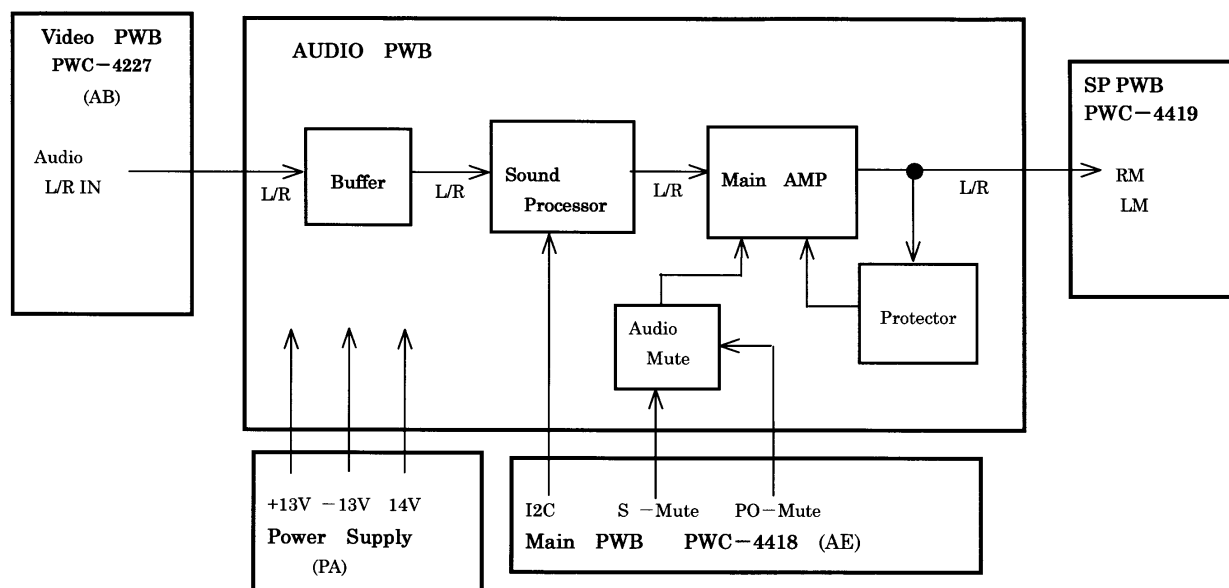 Video PWB
PWC-4227
(AB)
Audio
L/R IN
AUDIO PWB
L/R
Buffer
L/R
Sound
Processor
L/R
Main AMP
L/R
SP PWB
PWC-4419
RM
LM
Audio
Mute
Protector
+13V -13V 14V
Power Supply
(PA)
I2C S-Mute PO-Mute
Main PWB PWC-4418 (AE)